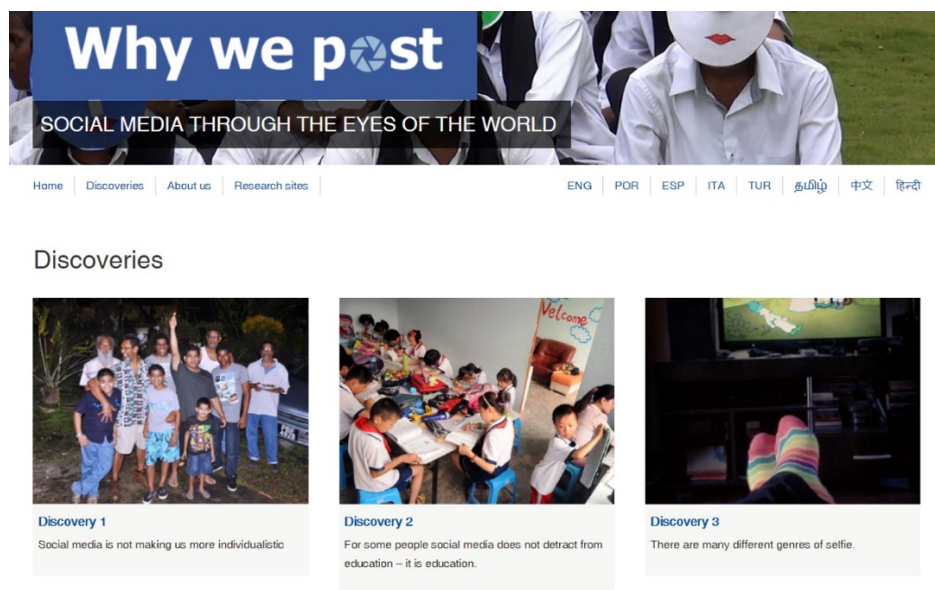 Why we post
SOCIAL MEDIA THROUGH THE EYES OF THE WORLD
Home
Discoveries
About us
Research sites
ENG
POR
ESP
ITA
TUR
தமிழ்
中文
हिन्दी
Discoveries
Welcome
Discovery 1
Social media is not making us more individualistic
Discovery 2
For some people social media does not detract from
education – it is education.
Discovery 3
There are many different genres of selfie.